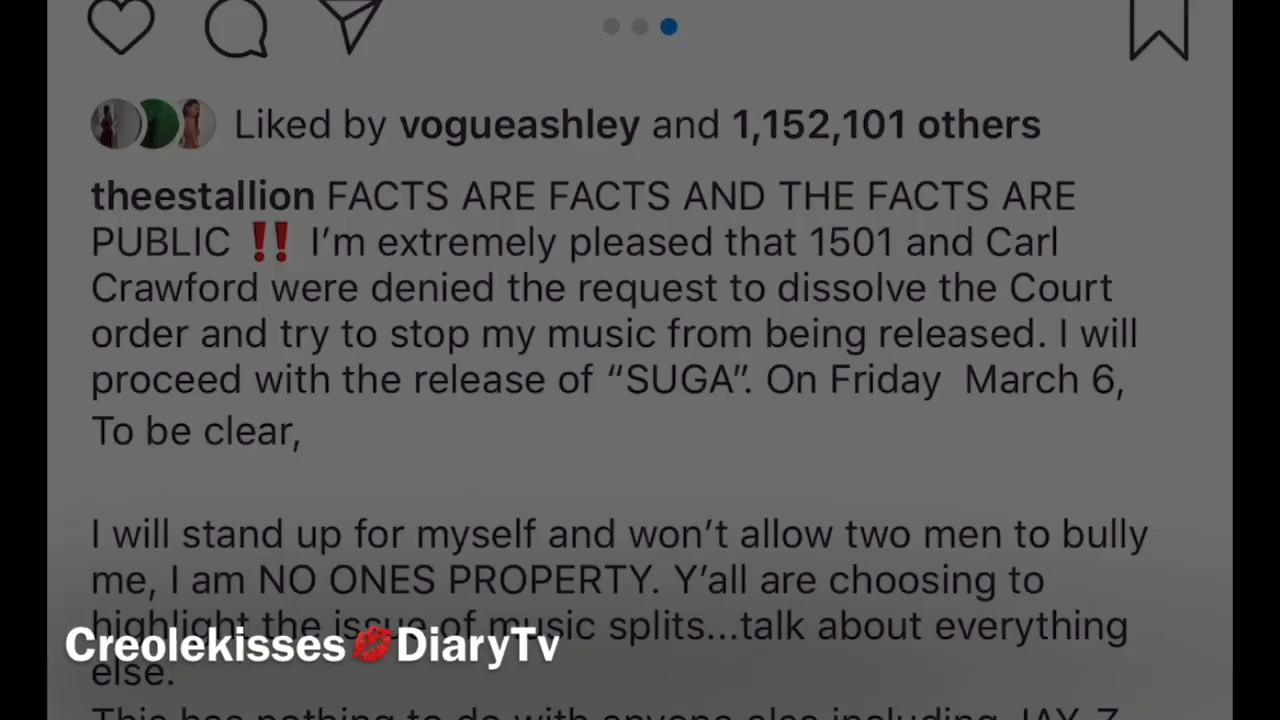 Liked by vogueashley and 1,152,101 others
theestallion FACTS ARE FACTS AND THE FACTS ARE
PUBLIC ‼️ I’m extremely pleased that 1501 and Carl
Crawford were denied the request to dissolve the Court
order and try to stop my music from being released. I will
proceed with the release of “SUGA”. On Friday  March 6,
To be clear,
I will stand up for myself and won’t allow two men to bully
me, I am NO ONES PROPERTY. Y’all are choosing to
highlight the issue of music splits...talk about everything
Creolekisses💋DiaryTv
else.
This has nothing to do with anyone else including JAY-Z